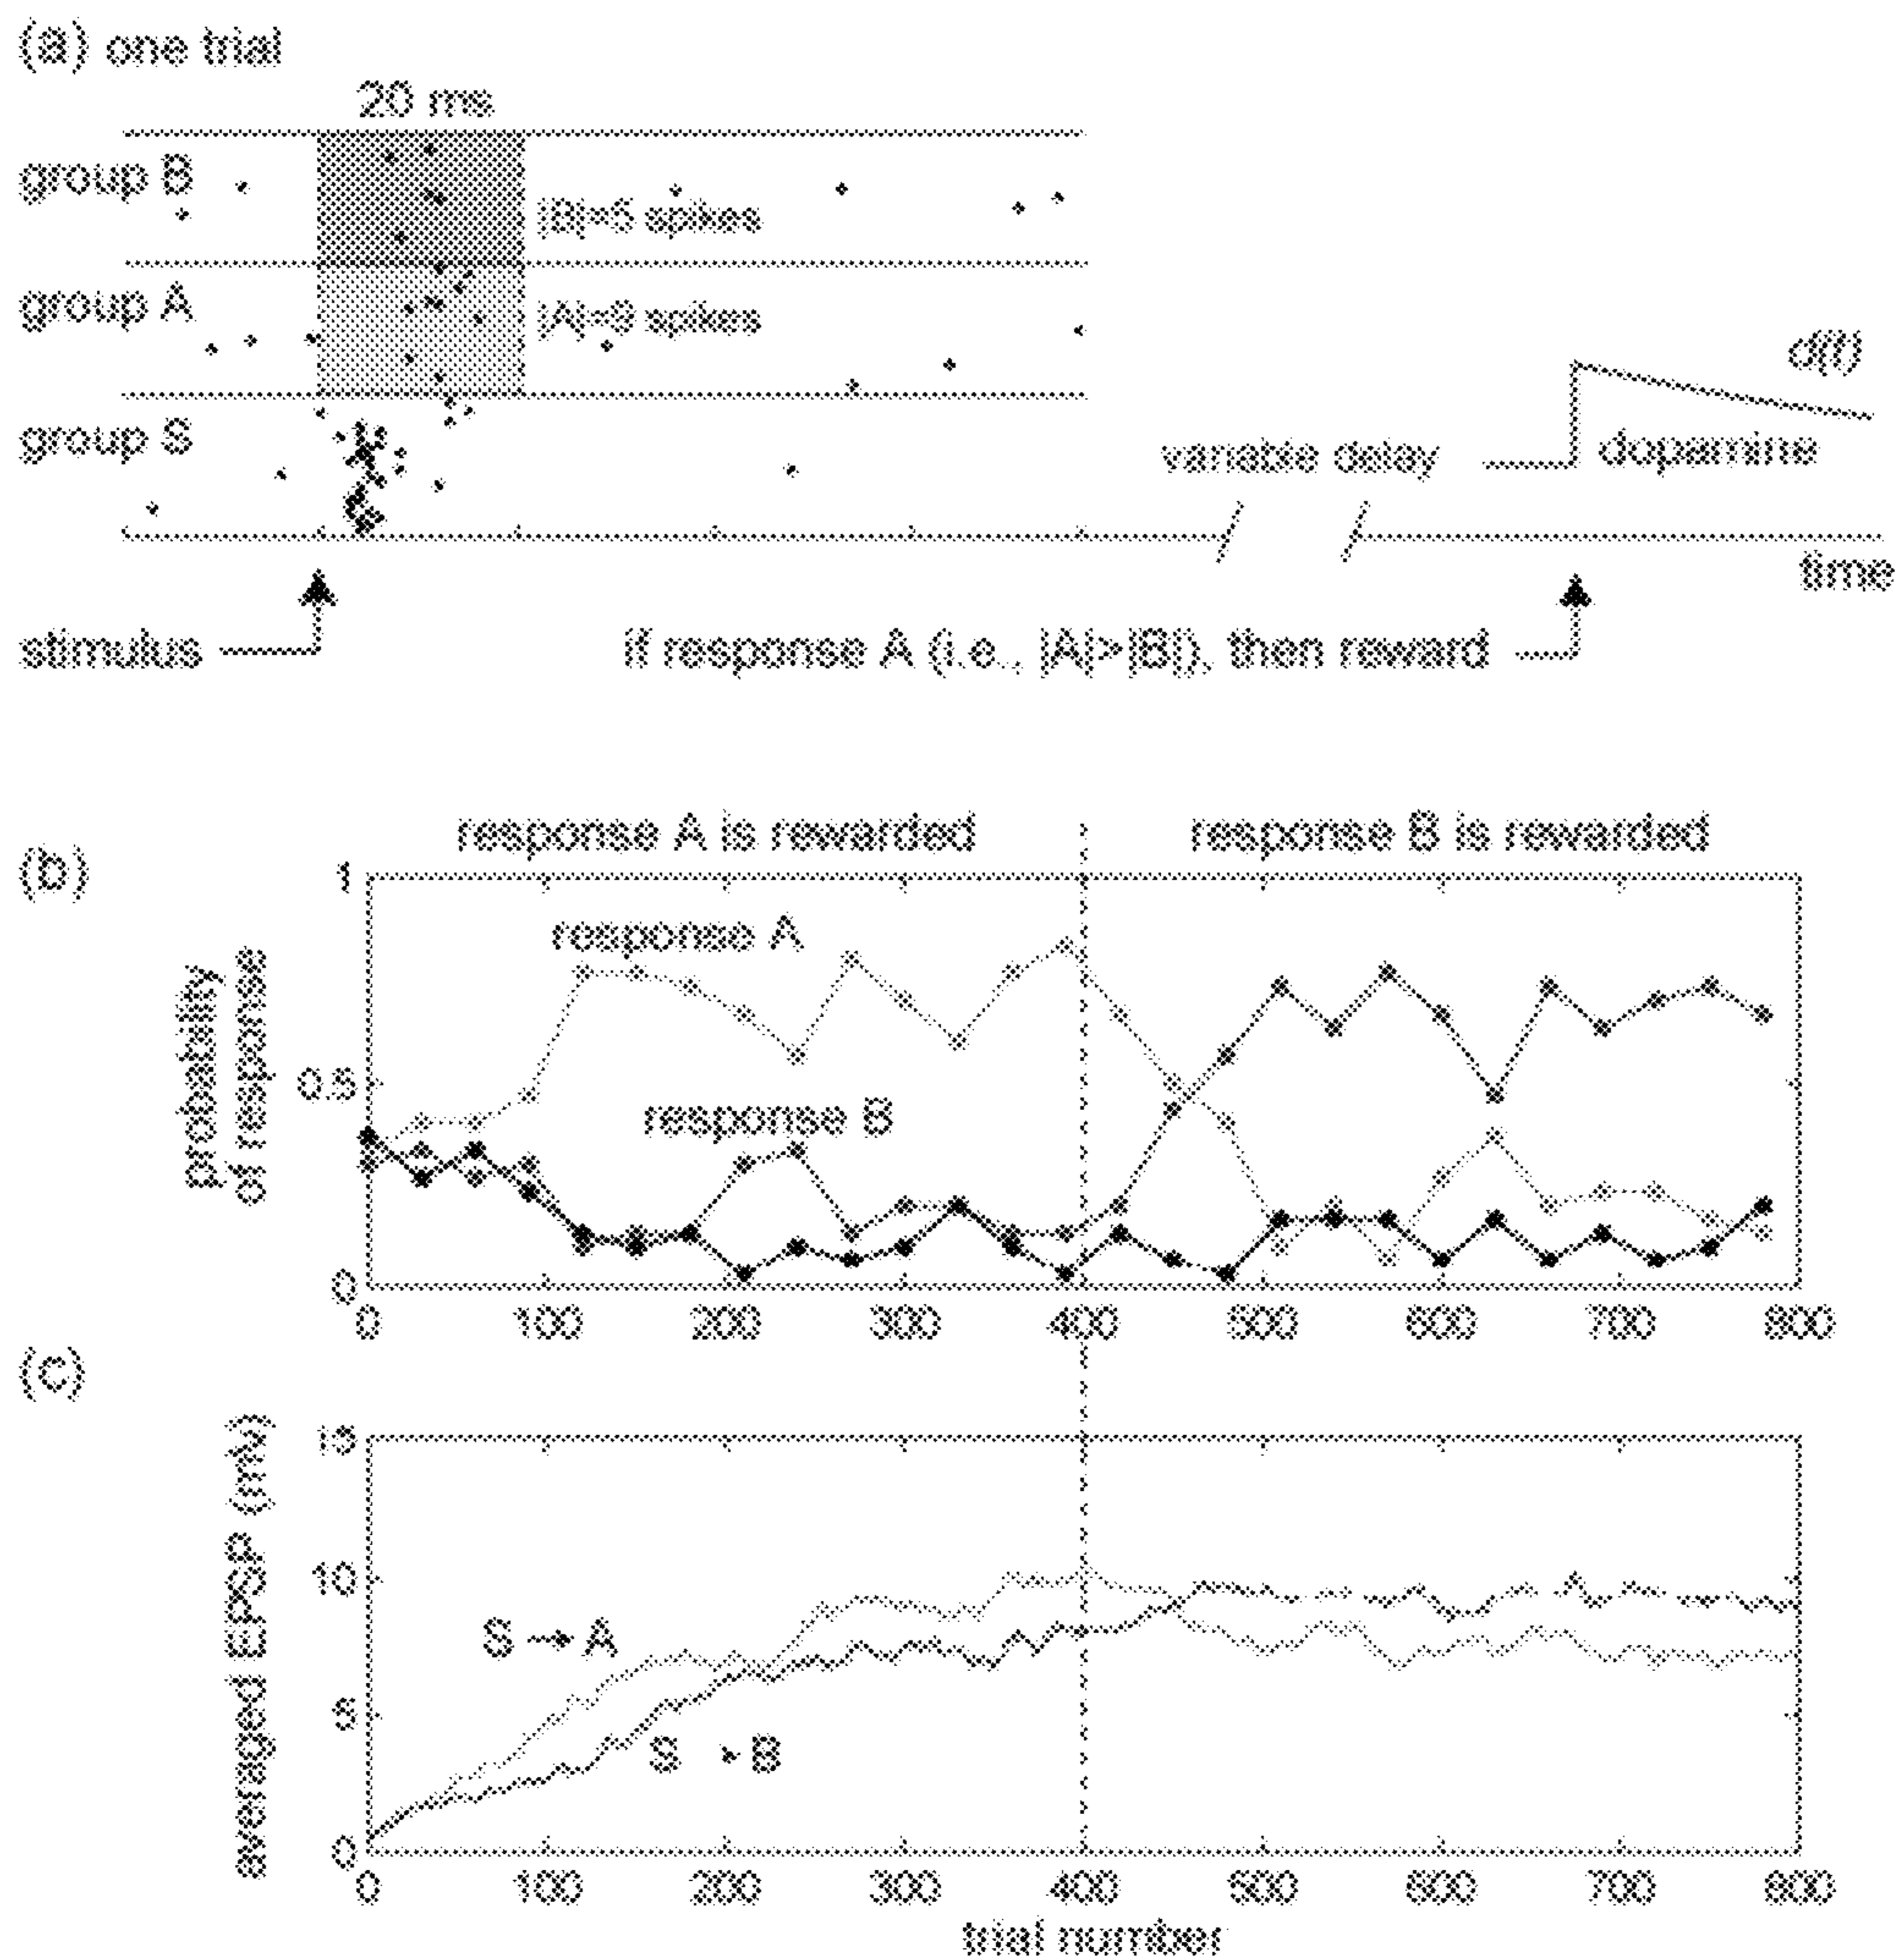 (a) one trial
20 ms
group B
|B|=5 spikes
group A
|A|=9 spikes
d(t)
group S
variable delay
dopamine
time
stimulus
if response A (i.e., |A|>|B|), then reward
response A is rewarded
response B is rewarded
(b)
1
response A
probability
of response
0.5
response B
0
0 100 200 300 400 500 600 700 800
(c)
averaged EPSP (mV)
15
10
S → A
5
S → B
0
0 100 200 300 400 500 600 700 800
trial number